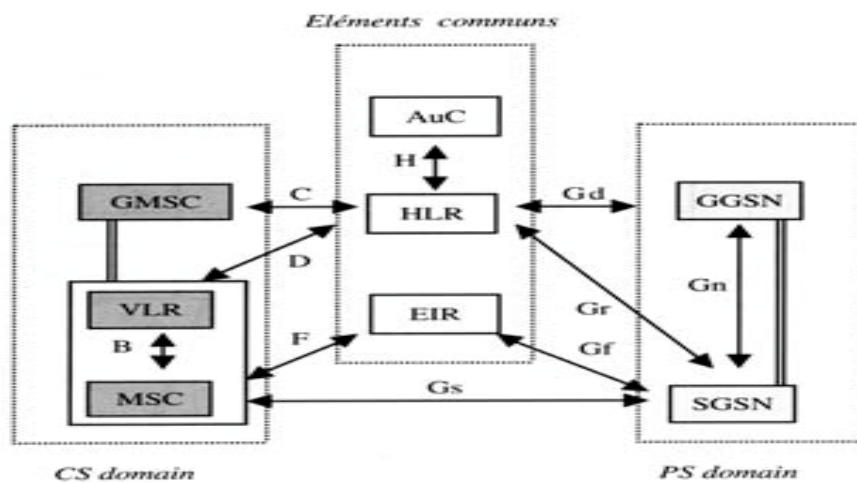 Eléments communs
AuC
H
GMSC
C
HLR
Gd
GGSN
D
VLR
B
MSC
F
EIR
Gr
Gf
Gn
Gs
SGSN
CS domain
PS domain